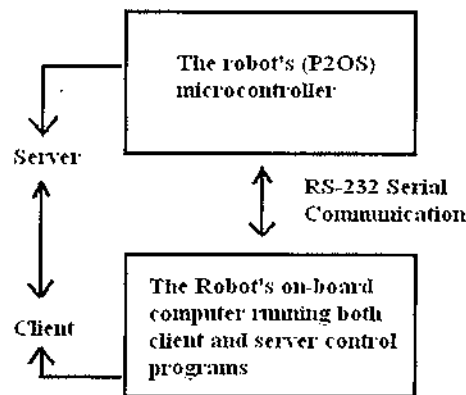 The robot's (P2OS)
microcontroller
Server
RS-232 Serial
Communication
The Robot's on-board
computer running both
client and server control
programs
Client